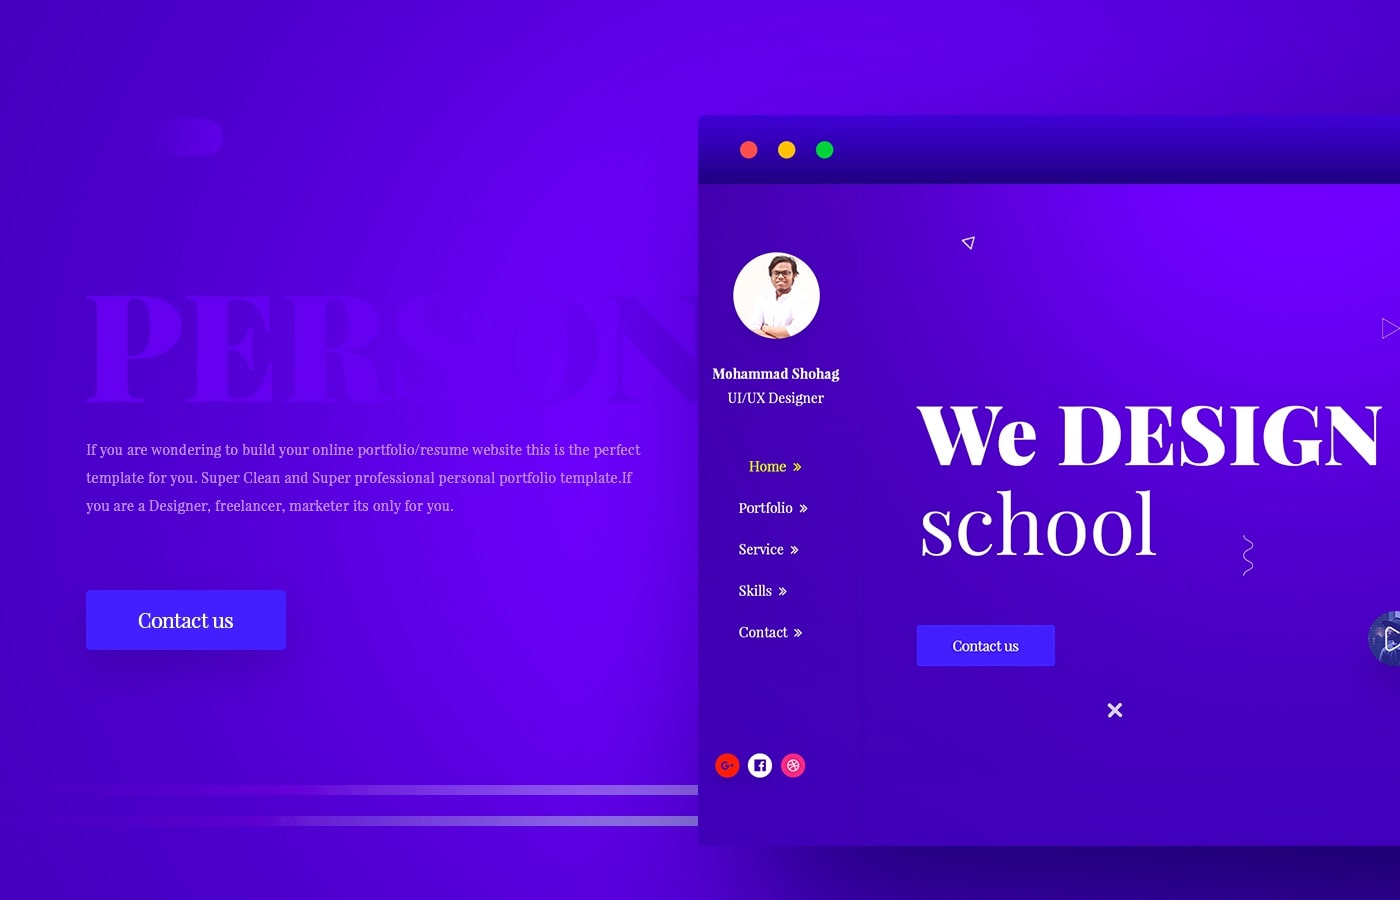 PERSON
If you are wondering to build your online portfolio/resume website this is the perfect
template for you. Super Clean and Super professional personal portfolio template.If
you are a Designer, freelancer, marketer its only for you.
Contact us
Mohammad Shohag
UI/UX Designer
Home »
Portfolio »
Service »
Skills »
Contact »
G+
We DESIGN
school
Contact us